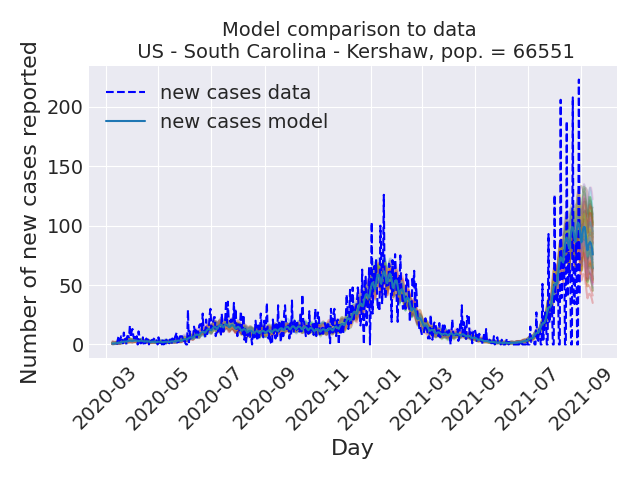 Model comparison to data
US - South Carolina - Kershaw, pop. = 66551
Number of new cases reported
200
150
100
50
0
new cases data
new cases model
2020-03
2020-05
2020-07
2020-09
2020-11
2021-01
2021-03
2021-05
2021-07
2021-09
Day